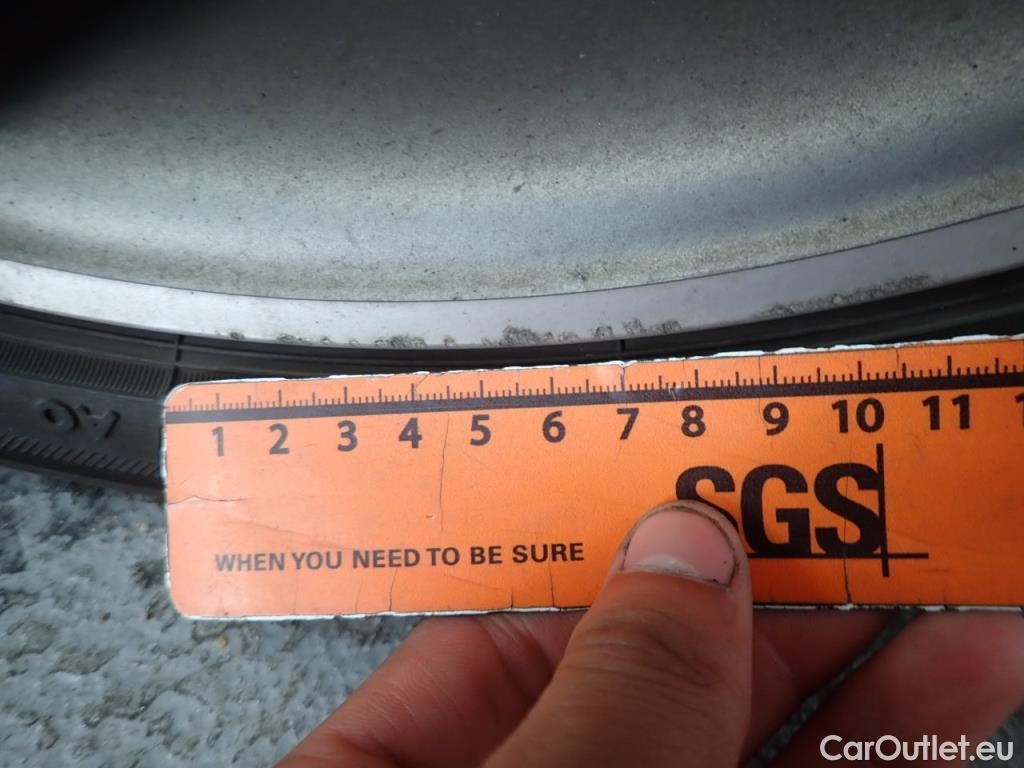 AO
1 2 3 4 5 6 7 8 9 10 11
SGS
WHEN YOU NEED TO BE SURE
CarOutlet.eu